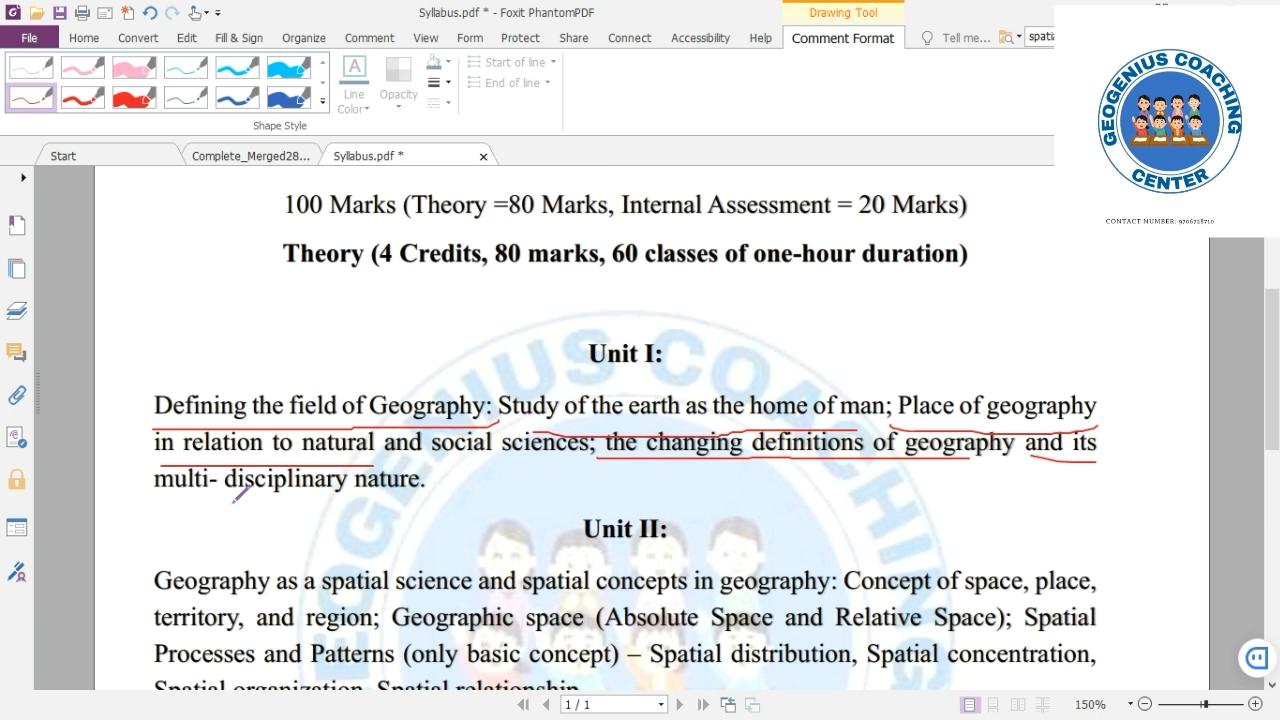 Syllabus.pdf * - Foxit PhantomPDF
Drawing Tool
File Home Convert Edit Fill & Sign Organize Comment View Form Protect Share Connect Accessibility Help Comment Format Tell me...
Line Color
Opacity
Start of line
End of line
Shape Style
GEOGENIUS COACHING CENTER
CONTACT NUMBER: 9706728710
Start Complete_Merged28... Syllabus.pdf *
100 Marks (Theory =80 Marks, Internal Assessment = 20 Marks)
Theory (4 Credits, 80 marks, 60 classes of one-hour duration)
Unit I:
Defining the field of Geography: Study of the earth as the home of man; Place of geography
in relation to natural and social sciences; the changing definitions of geography and its
multi- disciplinary nature.
Unit II:
Geography as a spatial science and spatial concepts in geography: Concept of space, place,
territory, and region; Geographic space (Absolute Space and Relative Space); Spatial
Processes and Patterns (only basic concept) – Spatial distribution, Spatial concentration,
Spatial organization, Spatial relationship
1 / 1
150%